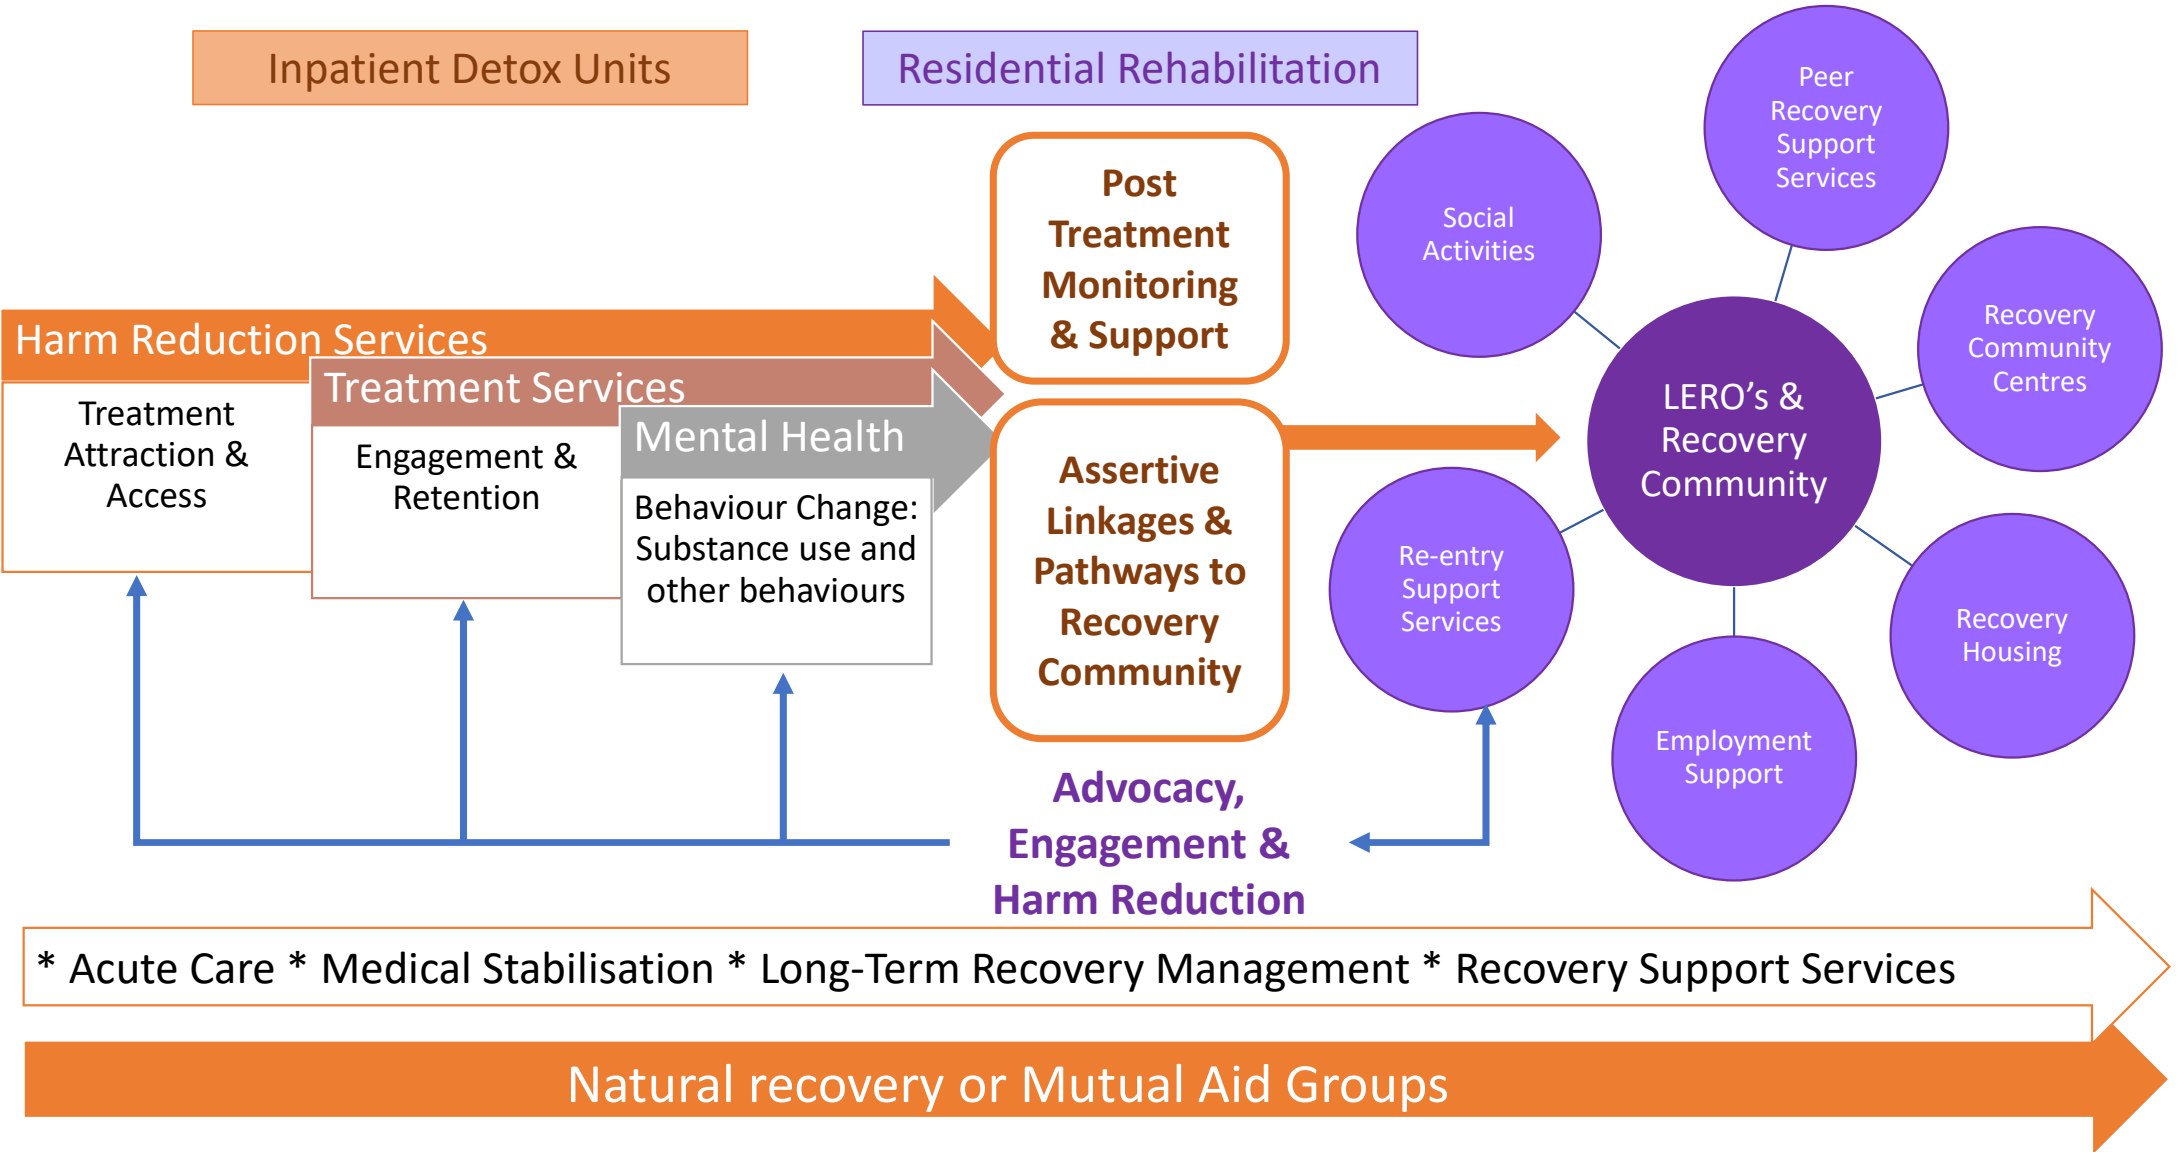 Inpatient Detox Units
Residential Rehabilitation
Harm Reduction Services
Treatment
Attraction &
Access
Treatment Services
Engagement &
Retention
Mental Health
Behaviour Change:
Substance use and
other behaviours
Post
Treatment
Monitoring
& Support
Assertive
Linkages &
Pathways to
Recovery
Community
Advocacy,
Engagement &
Harm Reduction
LERO’s &
Recovery
Community
Social
Activities
Peer
Recovery
Support
Services
Recovery
Community
Centres
Recovery
Housing
Employment
Support
Re-entry
Support
Services
* Acute Care * Medical Stabilisation * Long-Term Recovery Management * Recovery Support Services
Natural recovery or Mutual Aid Groups